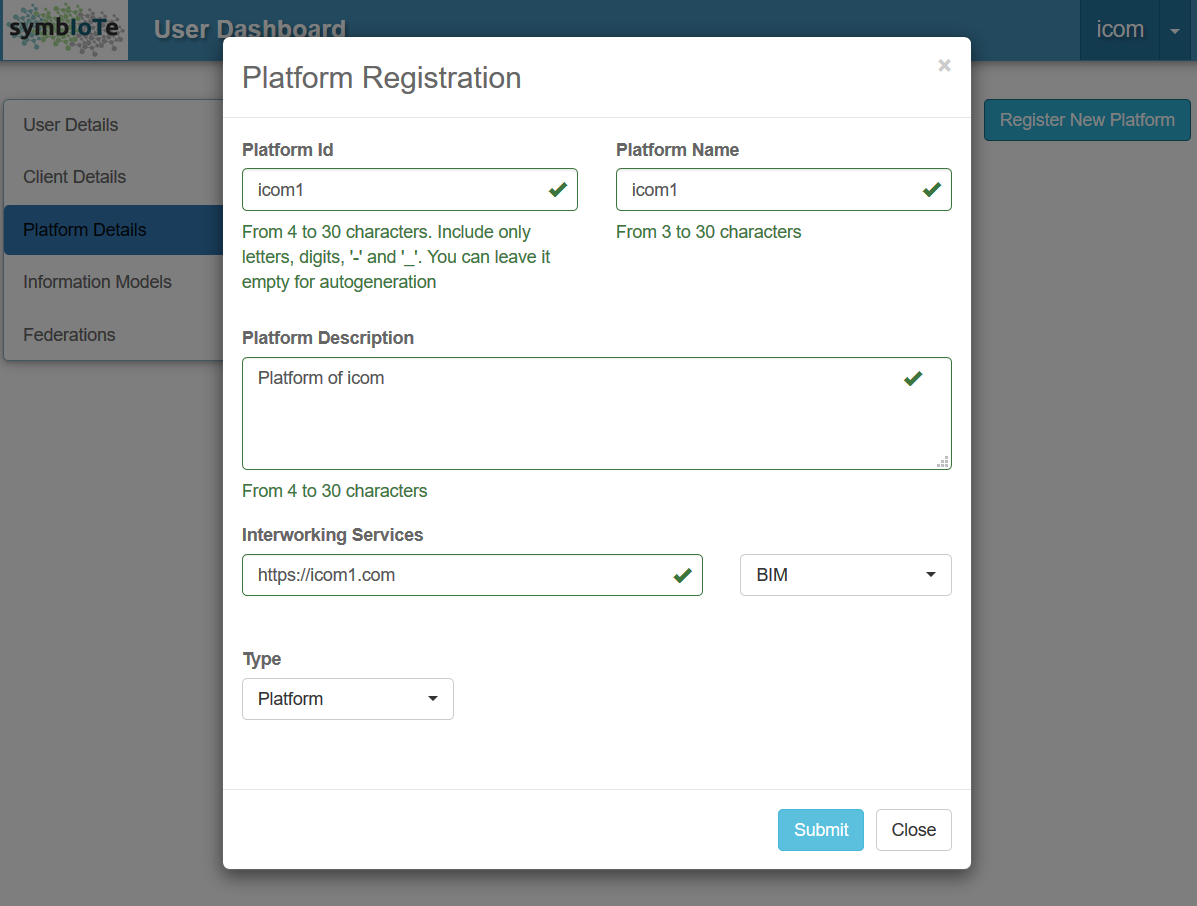 symbIoTe
User Dashboard
icom
Platform Registration
×
User Details
Client Details
Platform Details
Information Models
Federations
Register New Platform
Platform Id
Platform Name
icom1
icom1
From 4 to 30 characters. Include only
letters, digits, '-' and '_'. You can leave it
empty for autogeneration
From 3 to 30 characters
Platform Description
Platform of icom
From 4 to 30 characters
Interworking Services
https://icom1.com
BIM
Type
Platform
Submit
Close